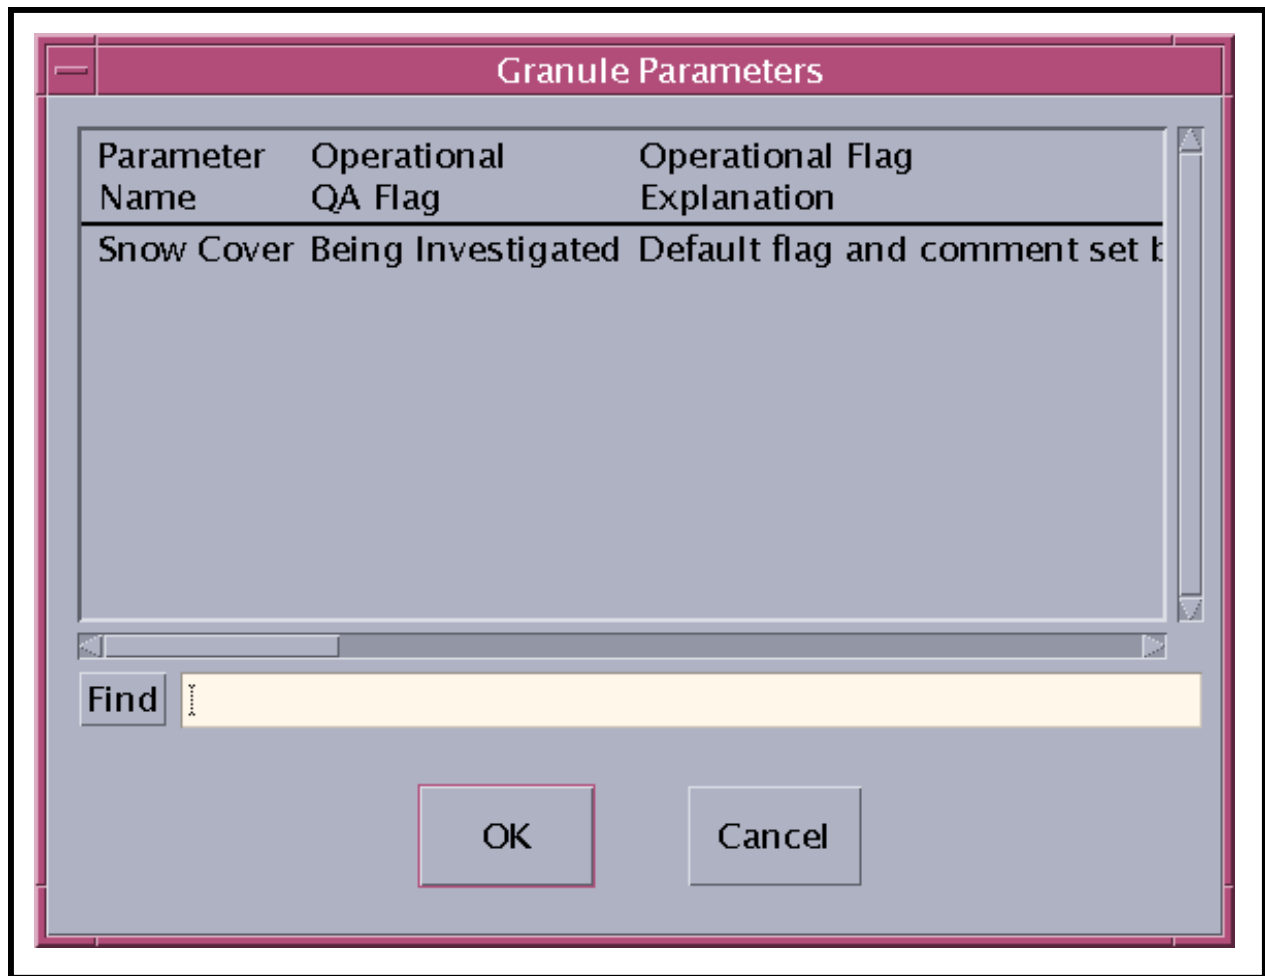 Granule Parameters
Parameter Operational Operational Flag
Name QA Flag Explanation
Snow Cover Being Investigated Default flag and comment set
Find
OK Cancel